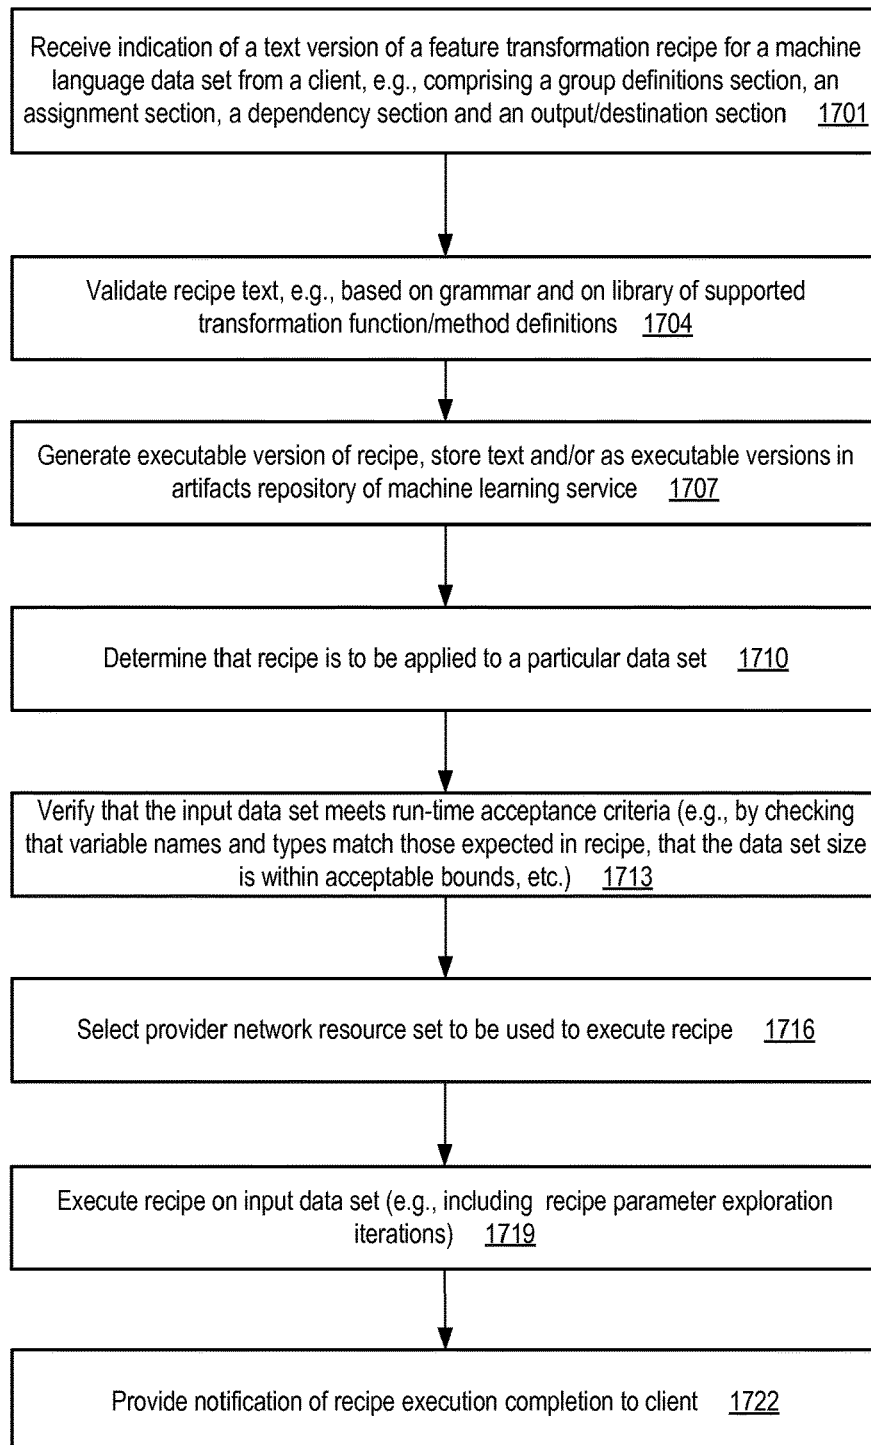 Receive indication of a text version of a feature transformation recipe for a machine
language data set from a client, e.g., comprising a group definitions section, an
assignment section, a dependency section and an output/destination section 1701
Validate recipe text, e.g., based on grammar and on library of supported
transformation function/method definitions 1704
Generate executable version of recipe, store text and/or as executable versions in
artifacts repository of machine learning service 1707
Determine that recipe is to be applied to a particular data set 1710
Verify that the input data set meets run-time acceptance criteria (e.g., by checking
that variable names and types match those expected in recipe, that the data set size
is within acceptable bounds, etc.) 1713
Select provider network resource set to be used to execute recipe 1716
Execute recipe on input data set (e.g., including recipe parameter exploration
iterations) 1719
Provide notification of recipe execution completion to client 1722